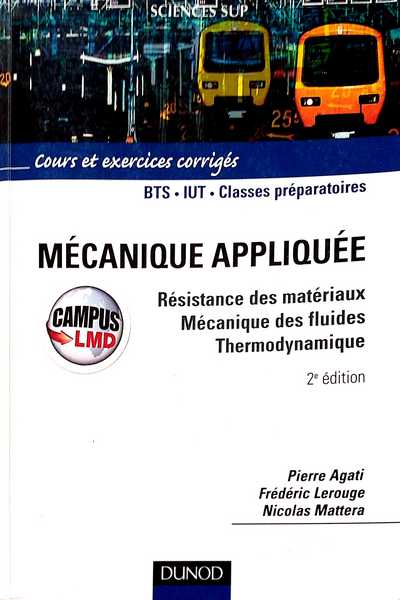 SCIENCES SUP
Cours et exercices corrigés
BTS • IUT • Classes préparatoires
MÉCANIQUE APPLIQUÉE
CAMPUS
LMD
Résistance des matériaux
Mécanique des fluides
Thermodynamique
2e édition
Pierre Agati
Frédéric Lerouge
Nicolas Mattera
DUNOD